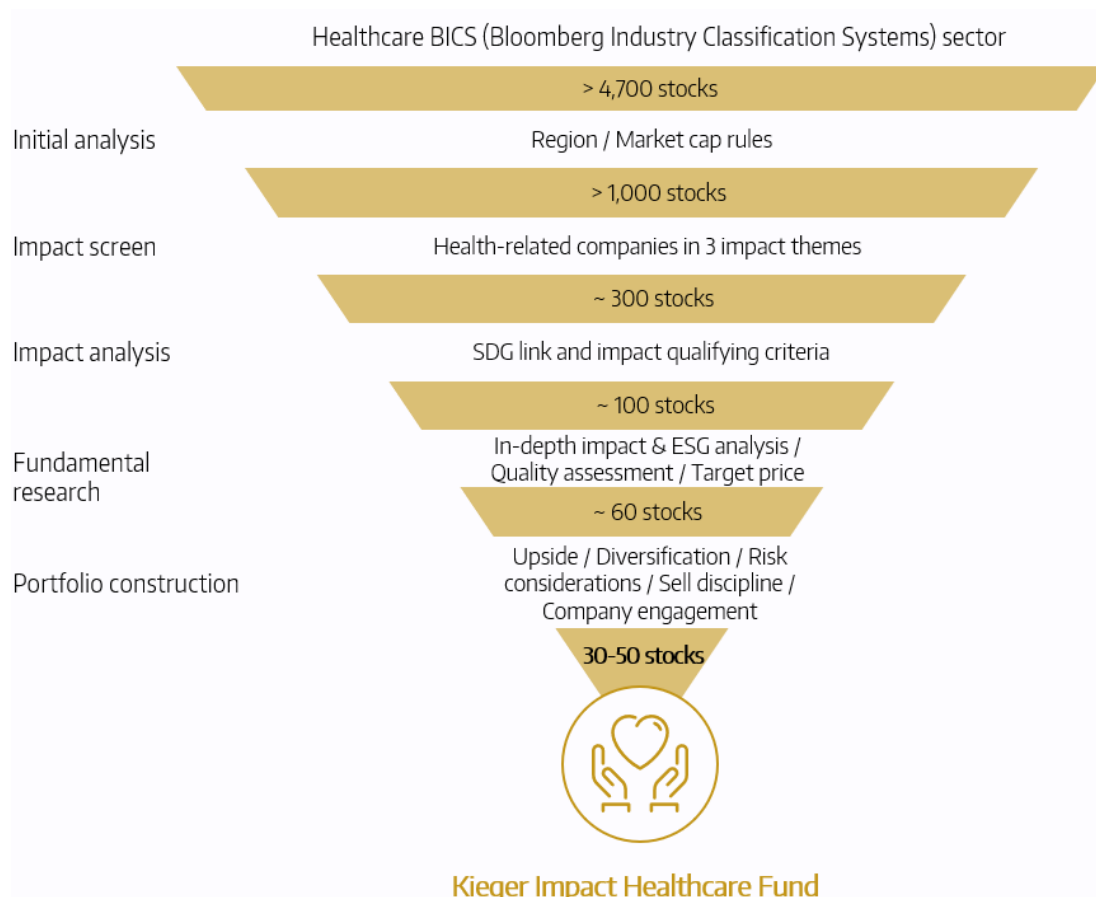 Healthcare BICS (Bloomberg Industry Classification Systems) sector
> 4,700 stocks
Initial analysis
Region / Market cap rules
> 1,000 stocks
Impact screen
Health-related companies in 3 impact themes
~ 300 stocks
Impact analysis
SDG link and impact qualifying criteria
~ 100 stocks
Fundamental
research
In-depth impact & ESG analysis /
Quality assessment / Target price
~ 60 stocks
Portfolio construction
Upside / Diversification / Risk
considerations / Sell discipline /
Company engagement
30-50 stocks
Kieger Impact Healthcare Fund